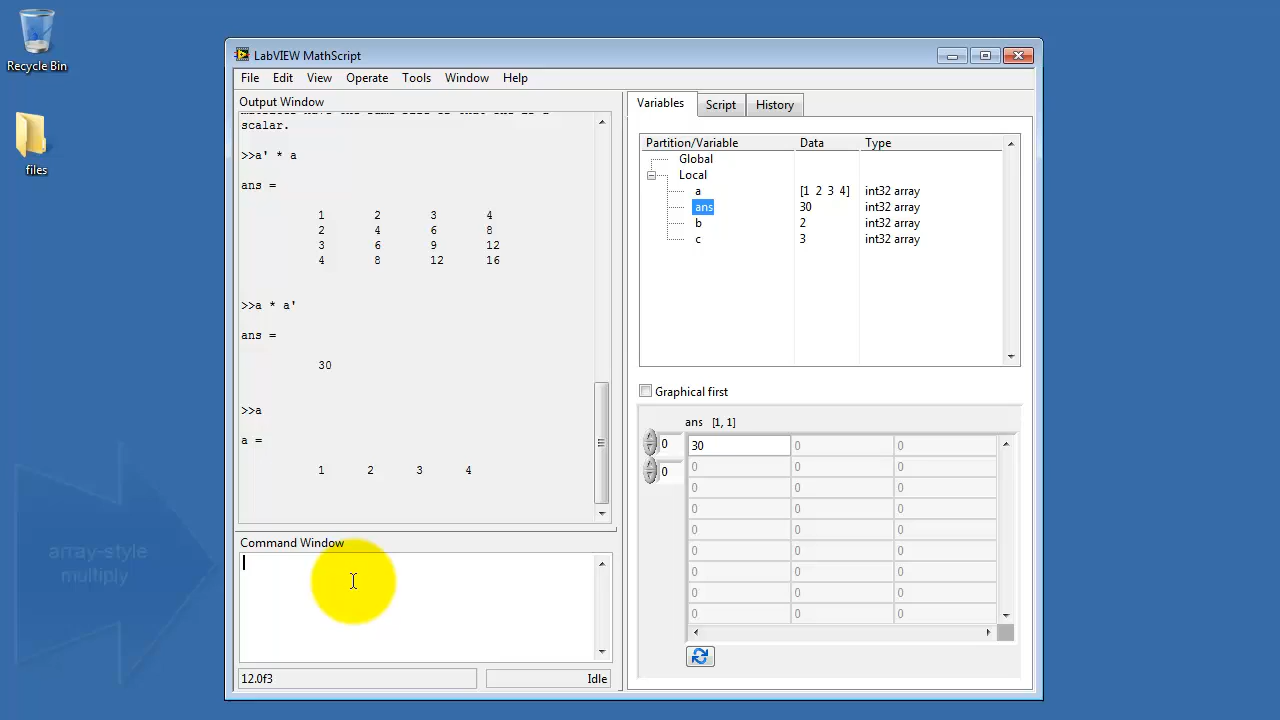 Recycle Bin
files
array-style
multiply
LabVIEW MathScript
File Edit View Operate Tools Window Help
Output Window
scalar.
>>a' * a
ans =
1 2 3 4
2 4 6 8
3 6 9 12
4 8 12 16
>>a * a'
ans =
30
>>a
a =
1 2 3 4
Command Window
12.0f3
Idle
Variables Script History
Partition/Variable Data Type
Global
Local
a [1 2 3 4] int32 array
ans 30 int32 array
b 2 int32 array
c 3 int32 array
Graphical first
ans [1, 1]
0 30 0 0
0 0 0 0
0 0 0
0 0 0
0 0 0
0 0 0
0 0 0
0 0 0
0 0 0